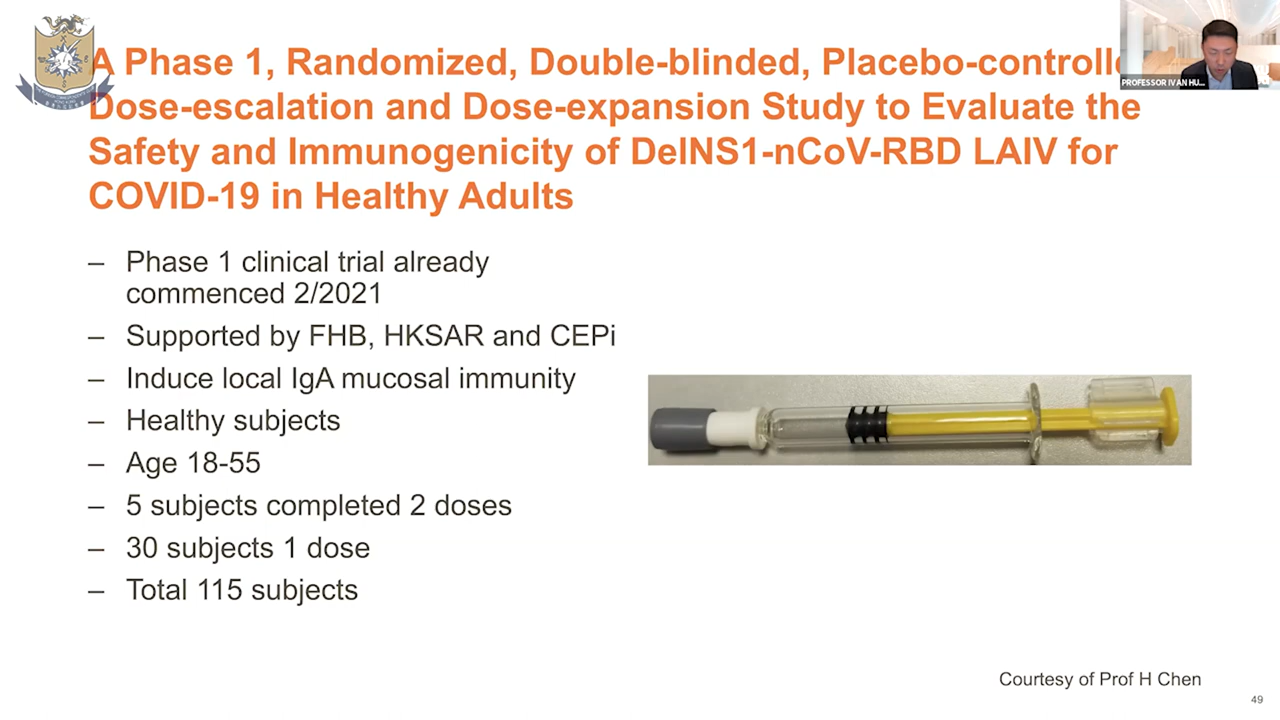 A Phase 1, Randomized, Double-blinded, Placebo-controlle
Dose-escalation and Dose-expansion Study to Evaluate the
Safety and Immunogenicity of DelNS1-nCoV-RBD LAIV for
COVID-19 in Healthy Adults
PROFESSOR IVAN HU...
– Phase 1 clinical trial already
commenced 2/2021
– Supported by FHB, HKSAR and CEPi
– Induce local IgA mucosal immunity
– Healthy subjects
– Age 18-55
– 5 subjects completed 2 doses
– 30 subjects 1 dose
– Total 115 subjects
Courtesy of Prof H Chen
49